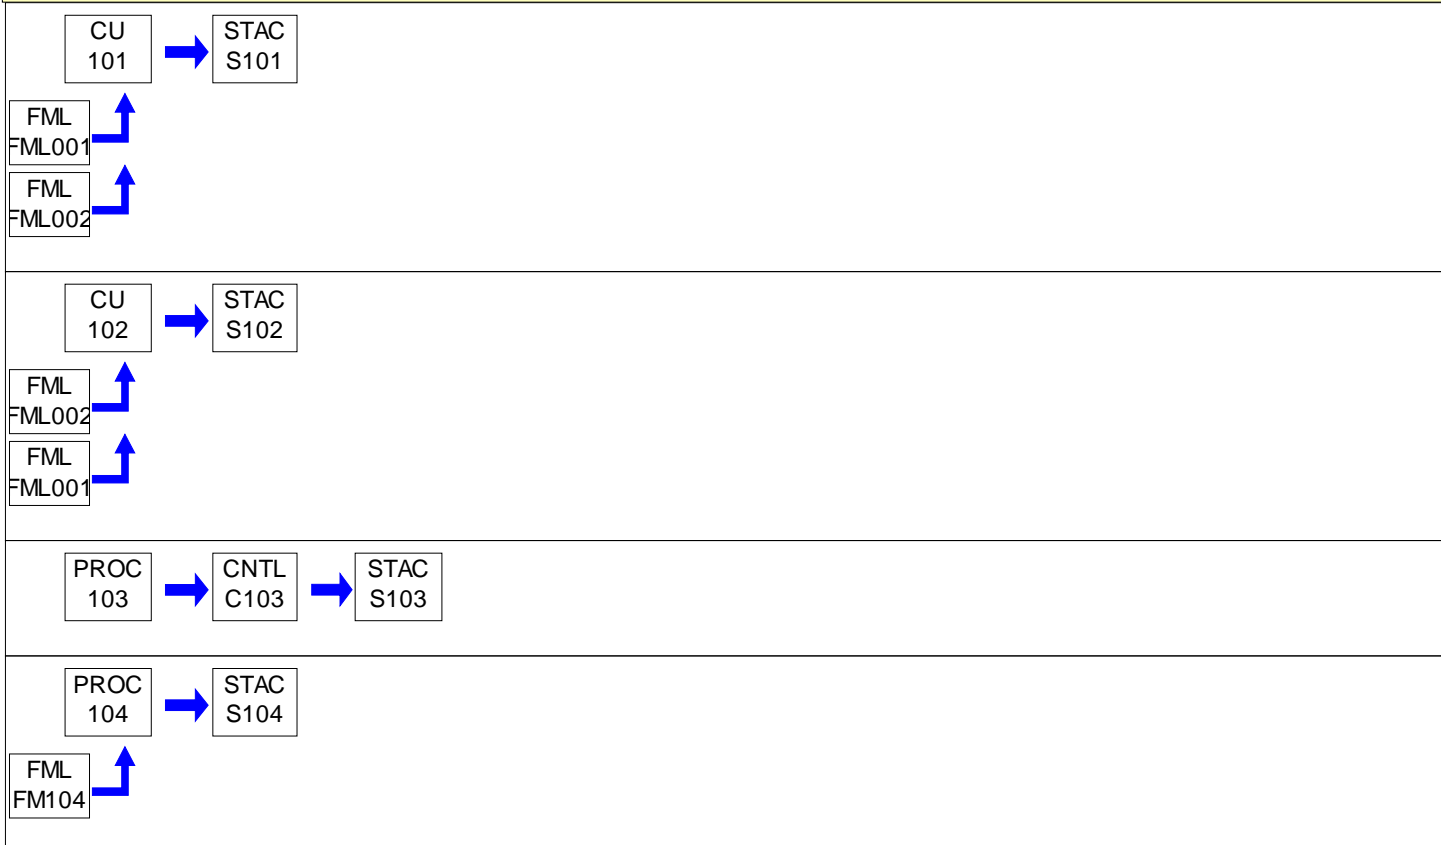 CU
101
STAC
S101
FML
FML001
FML
FML002
CU
102
STAC
S102
FML
FML002
FML
FML001
PROC
103
CNTL
C103
STAC
S103
PROC
104
STAC
S104
FML
FM104